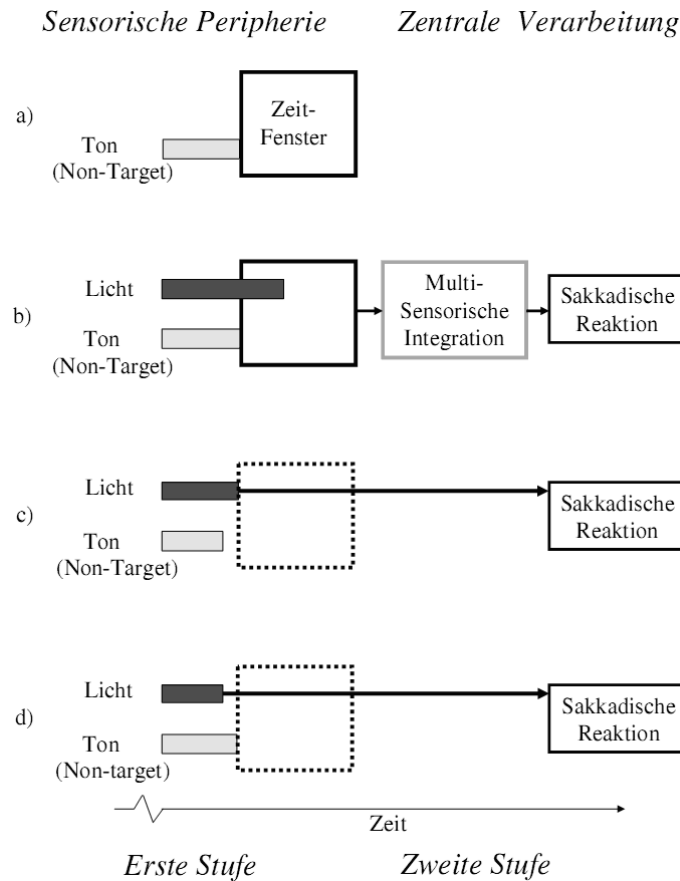 Sensorische Peripherie Zentrale Verarbeitung
a)
Zeit-
Fenster
Ton
(Non-Target)
b)
Licht
Ton
(Non-Target)
Multi-
Sensorische
Integration
Sakkadische
Reaktion
c)
Licht
Ton
(Non-Target)
Sakkadische
Reaktion
d)
Licht
Ton
(Non-target)
Sakkadische
Reaktion
Zeit
Erste Stufe Zweite Stufe